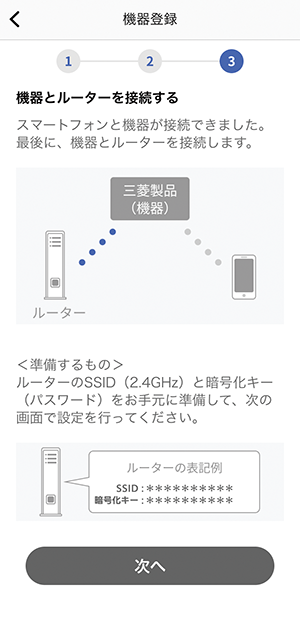 機器登録
1 2 3
機器とルーターを接続する
スマートフォンと機器が接続できました。
最後に、機器とルーターを接続します。
三菱製品
（機器）
ルーター
＜準備するもの＞
ルーターのSSID（2.4GHz）と暗号化キー
（パスワード）をお手元に準備して、次の
画面で設定を行ってください。
ルーターの表記例
SSID：＊＊＊＊＊＊＊＊＊＊
暗号化キー：＊＊＊＊＊＊＊＊＊＊
次へ